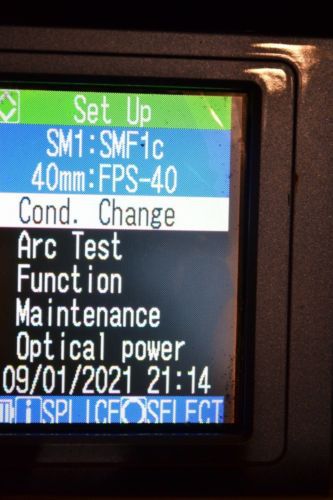 Set Up
SM1:SMF1c
40mm:FPS-40
Cond. Change
Arc Test
Function
Maintenance
Optical power
09/01/2021 21:14
i SPLICE SELECT